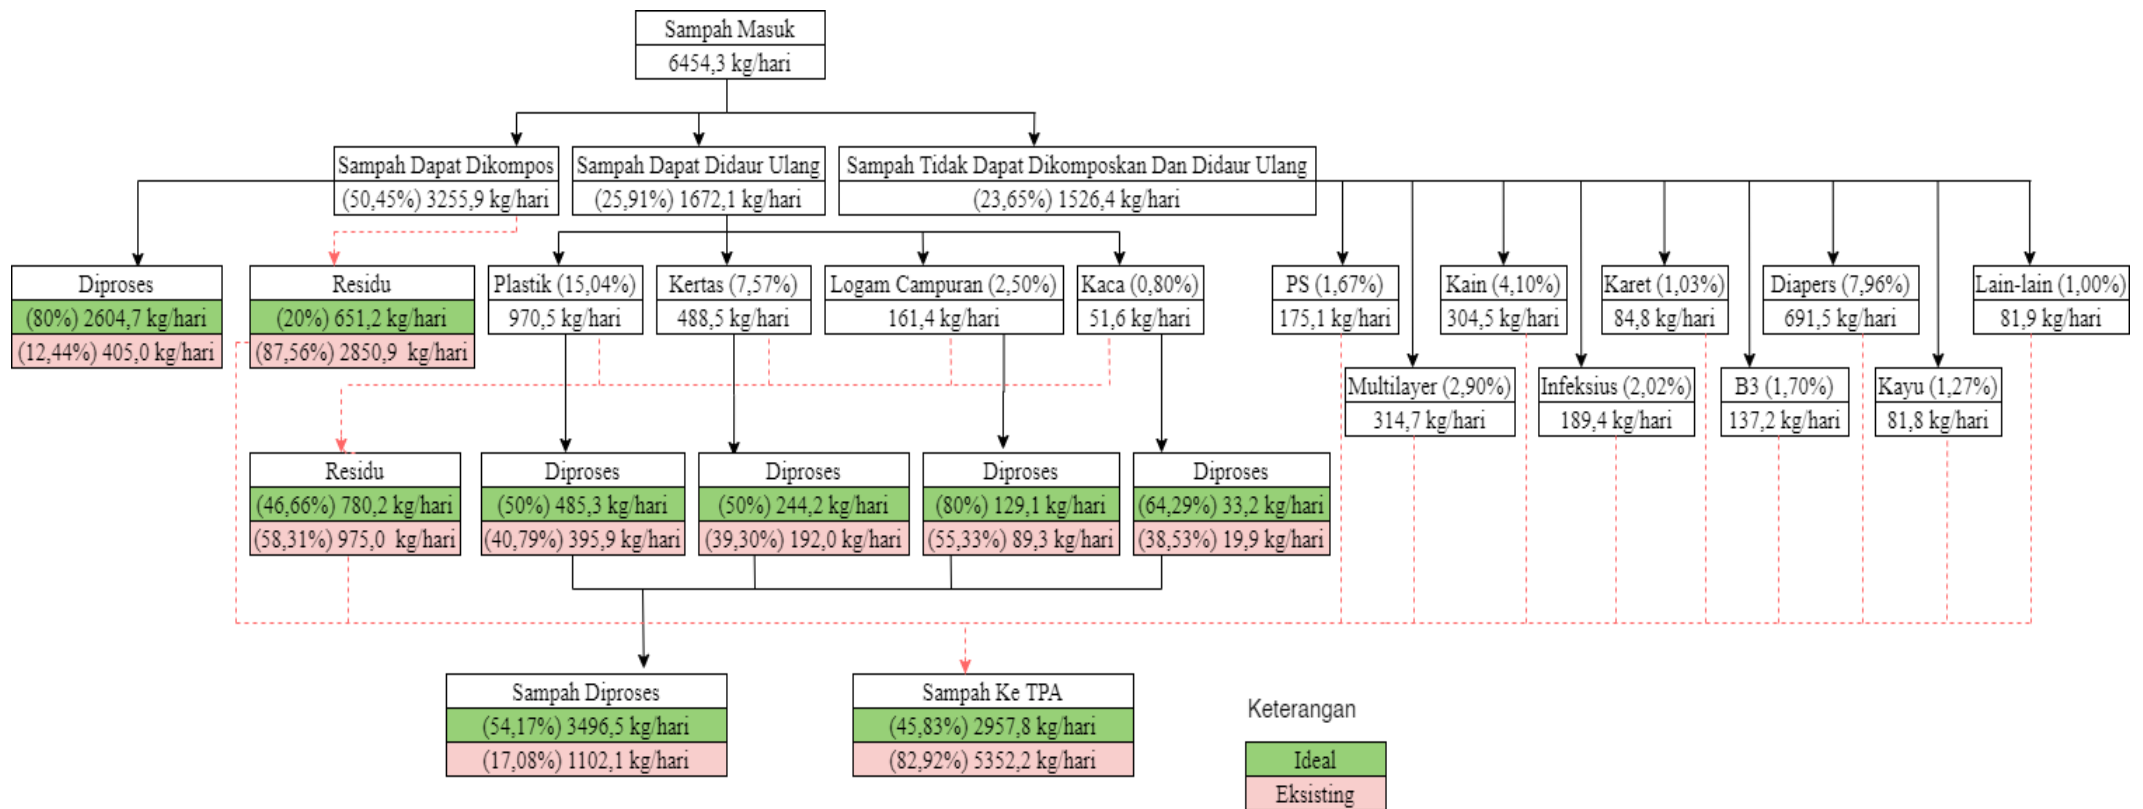 Sampah Masuk
6454,3 kg/hari
Sampah Dapat Dikompos
(50,45%) 3255,9 kg/hari
Sampah Dapat Didaur Ulang
(25,91%) 1672,1 kg/hari
Sampah Tidak Dapat Dikomposkan Dan Didaur Ulang
(23,65%) 1526,4 kg/hari
Diproses
(80%) 2604,7 kg/hari
(12,44%) 405,0 kg/hari
Residu
(20%) 651,2 kg/hari
(87,56%) 2850,9 kg/hari
Plastik (15,04%)
970,5 kg/hari
Kertas (7,57%)
488,5 kg/hari
Logam Campuran (2,50%)
161,4 kg/hari
Kaca (0,80%)
51,6 kg/hari
PS (1,67%)
175,1 kg/hari
Kain (4,10%)
304,5 kg/hari
Karet (1,03%)
84,8 kg/hari
Diapers (7,96%)
691,5 kg/hari
Lain-lain (1,00%)
81,9 kg/hari
Multilayer (2,90%)
314,7 kg/hari
Infeksius (2,02%)
189,4 kg/hari
B3 (1,70%)
137,2 kg/hari
Kayu (1,27%)
81,8 kg/hari
Residu
(46,66%) 780,2 kg/hari
(58,31%) 975,0 kg/hari
Diproses
(50%) 485,3 kg/hari
(40,79%) 395,9 kg/hari
Diproses
(50%) 244,2 kg/hari
(39,30%) 192,0 kg/hari
Diproses
(80%) 129,1 kg/hari
(55,33%) 89,3 kg/hari
Diproses
(64,29%) 33,2 kg/hari
(38,53%) 19,9 kg/hari
Sampah Diproses
(54,17%) 3496,5 kg/hari
(17,08%) 1102,1 kg/hari
Sampah Ke TPA
(45,83%) 2957,8 kg/hari
(82,92%) 5352,2 kg/hari
Keterangan
Ideal
Eksisting